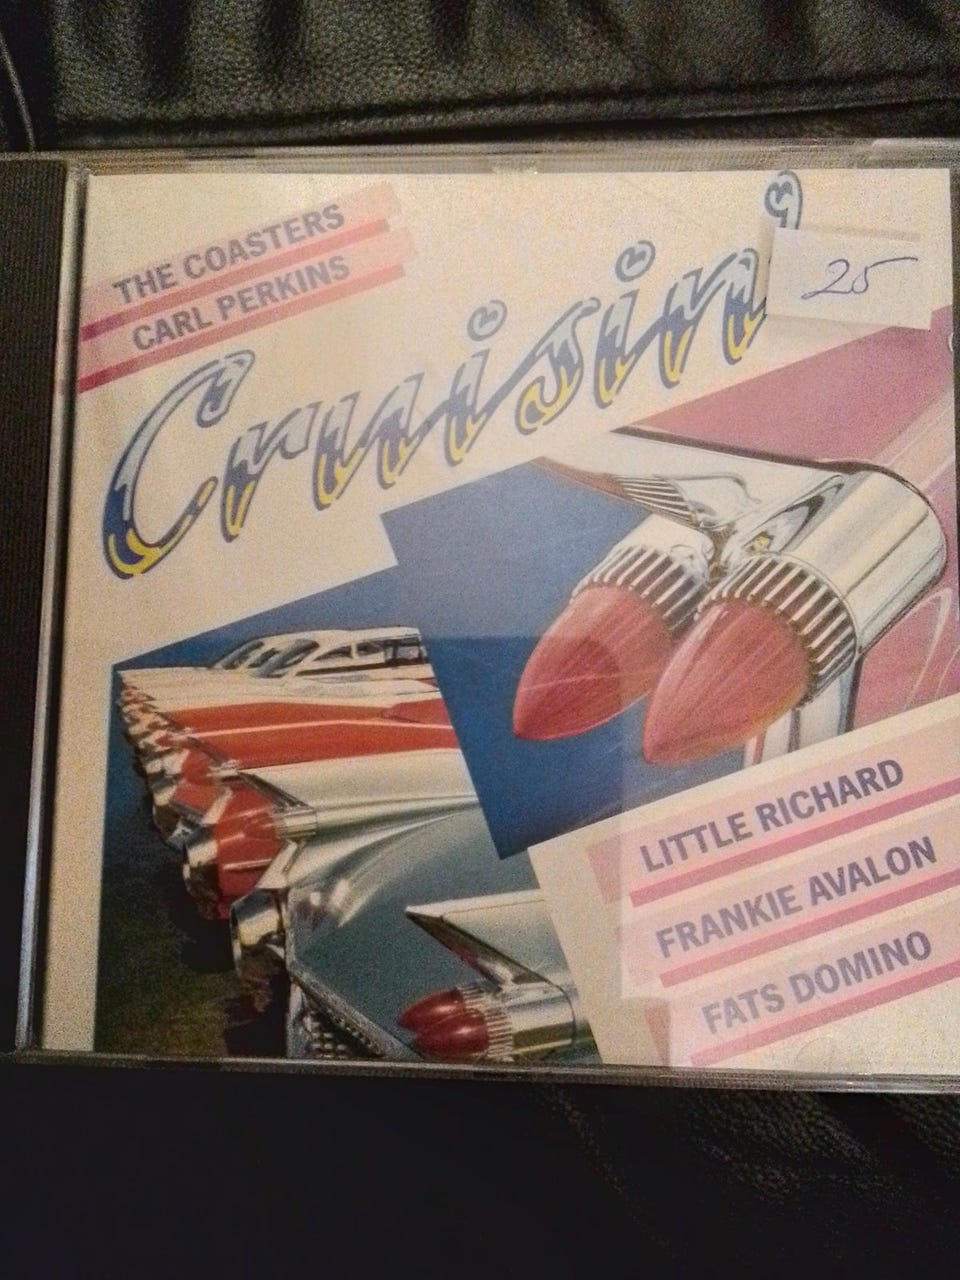 THE COASTERS
CARL PERKINS
Cruisin'
25
LITTLE RICHARD
FRANKIE AVALON
FATS DOMINO